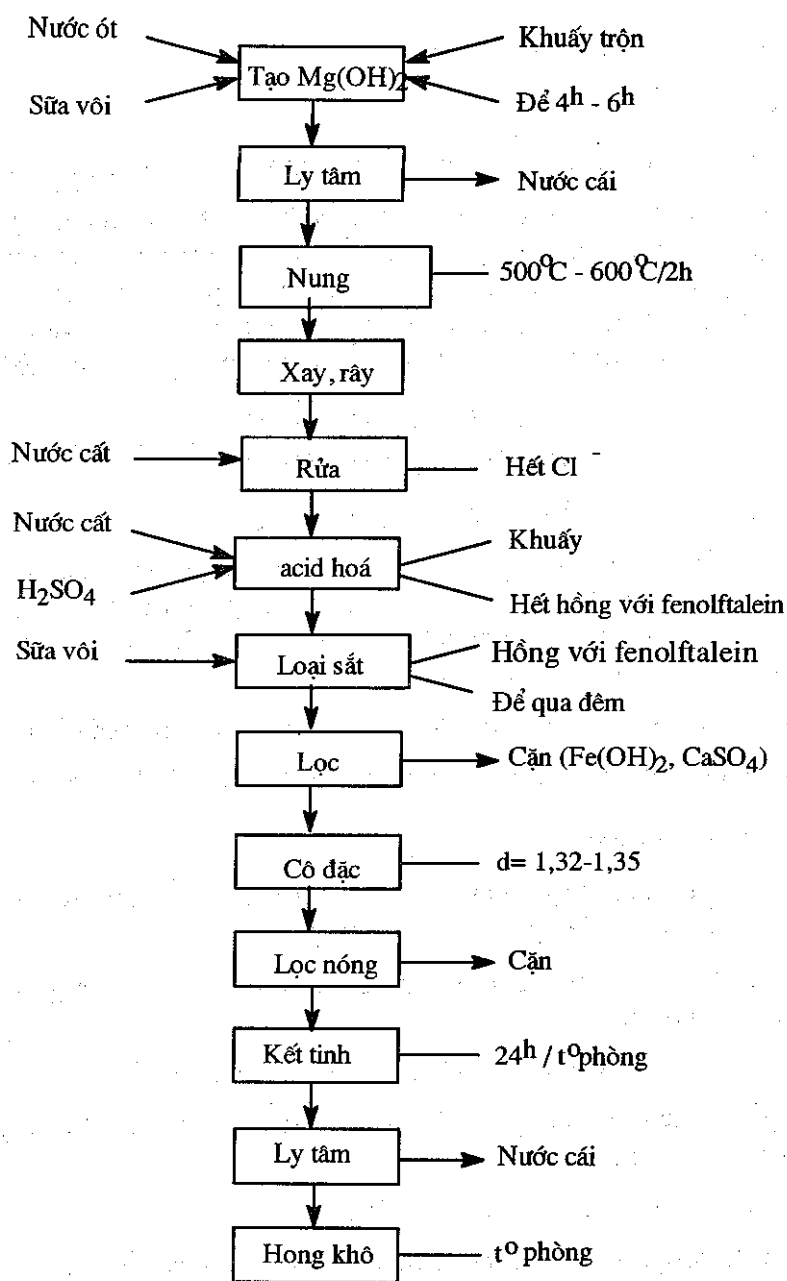 Nước ót
Khuấy trộn
Tạo Mg(OH)2
Sữa vôi
Để 4h - 6h
Ly tâm
Nước cái
Nung
500°C - 600°C/2h
Xay, rây
Nước cất
Rửa
Hết Cl-
Nước cất
Khuấy
acid hoá
H2SO4
Hết hồng với fenolftalein
Sữa vôi
Hồng với fenolftalein
Loại sắt
Để qua đêm
Lọc
Cặn (Fe(OH)2, CaSO4)
Cô đặc
d= 1,32-1,35
Lọc nóng
Cặn
Kết tinh
24h / t°phòng
Ly tâm
Nước cái
Hong khô
t° phòng